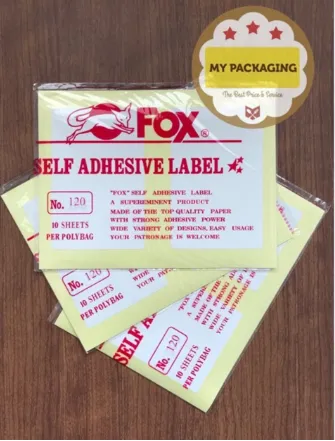 MY PACKAGING
The Best Price & Service
FOX®
SELF ADHESIVE LABEL
No. 120
10 SHEETS
PER POLYBAG
"FOX" SELF ADHESIVE LABEL
A SUPEREMINENT PRODUCT
MADE OF THE TOP QUALITY PAPER
WITH STRONG ADHESIVE POWER
WIDE VARIETY OF DESIGNS, EASY USAGE
YOUR PATRONAGE IS WELCOME
No. 120
10 SHEETS
PER POLYBAG
SELF
No. 120
10 SHEETS
PER POLYBAG